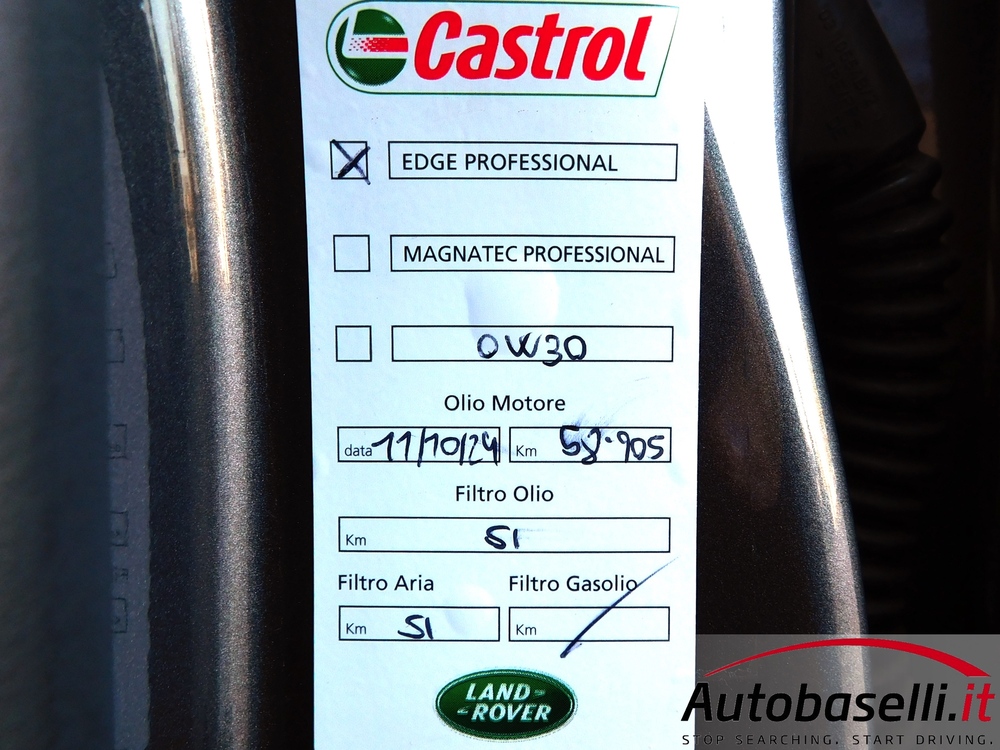 Castrol
EDGE PROFESSIONAL
MAGNATEC PROFESSIONAL
0W30
Olio Motore
data 11/10/24 Km 58.905
Filtro Olio
Km SI
Filtro Aria Filtro Gasolio
Km SI Km
LAND-
-ROVER
Autobaselli.it
STOP SEARCHING. START DRIVING.